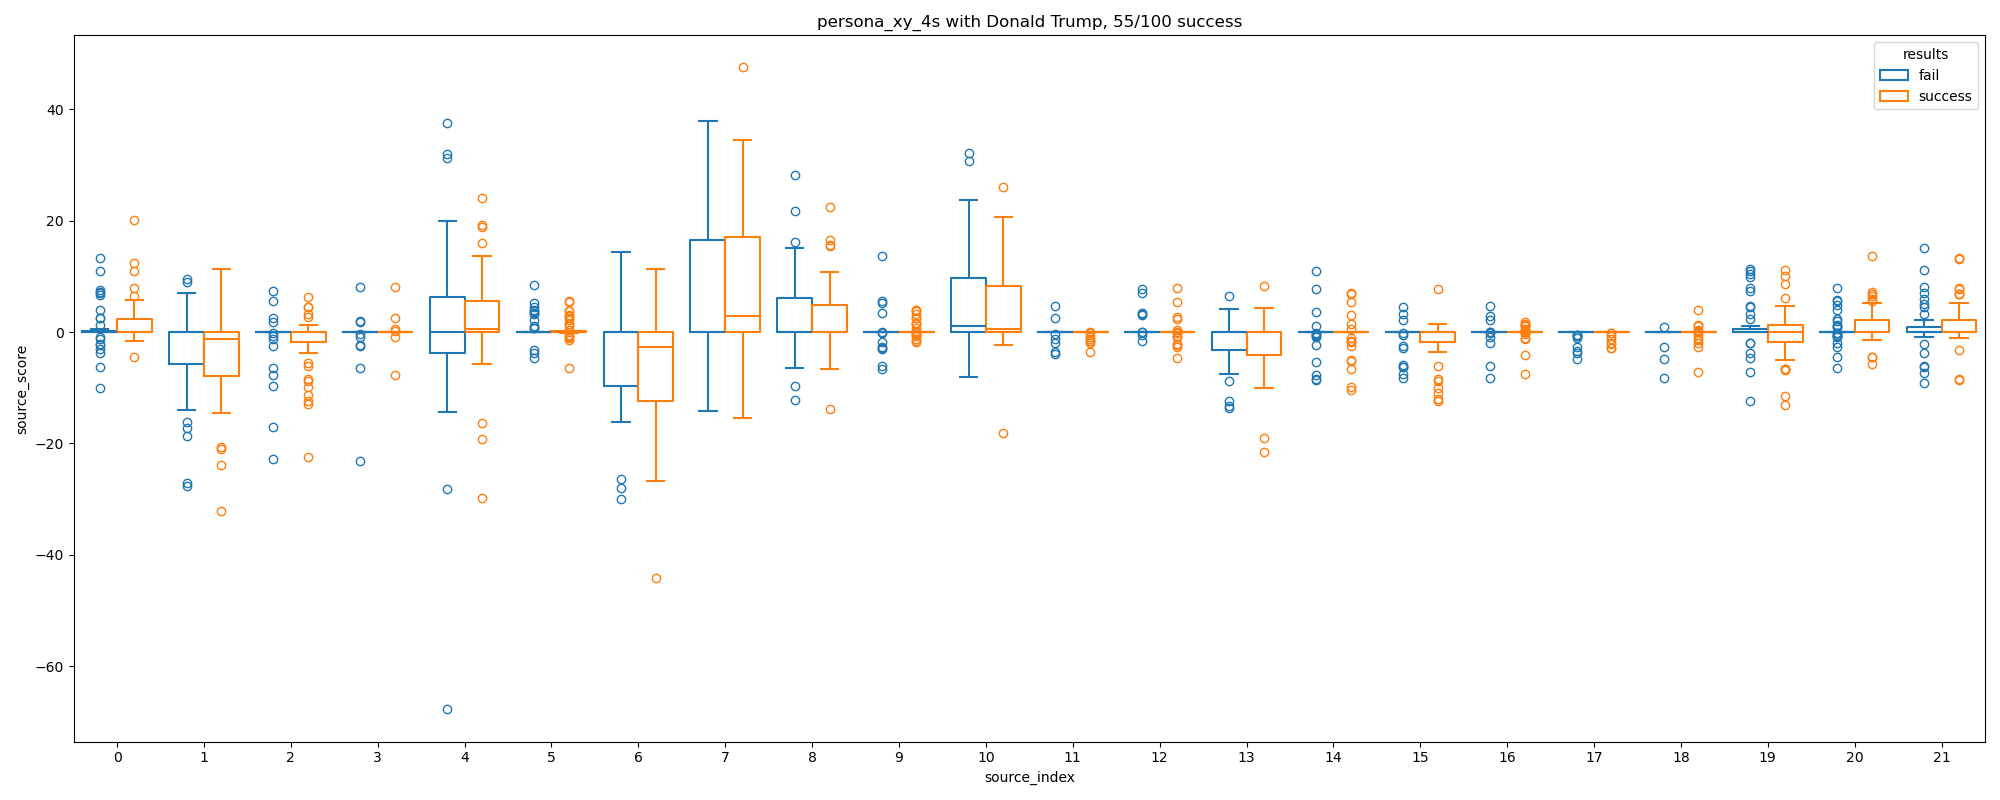 persona_xy_4s with Donald Trump, 55/100 success
results
fail
success
source_score
40
20
0
−20
−40
−60
0 1 2 3 4 5 6 7 8 9 10 11 12 13 14 15 16 17 18 19 20 21
source_index